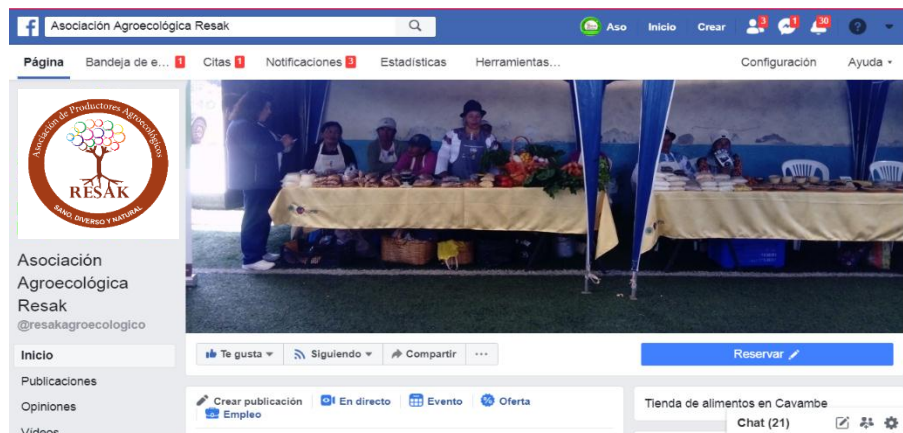 Asociación Agroecológica Resak
Aso Inicio Crear 3 1 30
Página Bandeja de e... 1 Citas 1 Notificaciones 3 Estadísticas Herramientas... Configuración Ayuda
Asociación de Productores Agroecológicos
RESAK
SANO, DIVERSO Y NATURAL
Asociación
Agroecológica
Resak
@resakagroecologico
Inicio
Publicaciones
Opiniones
Vídeos
Te gusta Siguiendo Compartir ... Reservar
Crear publicación En directo Evento Oferta
Empleo
Tienda de alimentos en Cayambe
Chat (21)